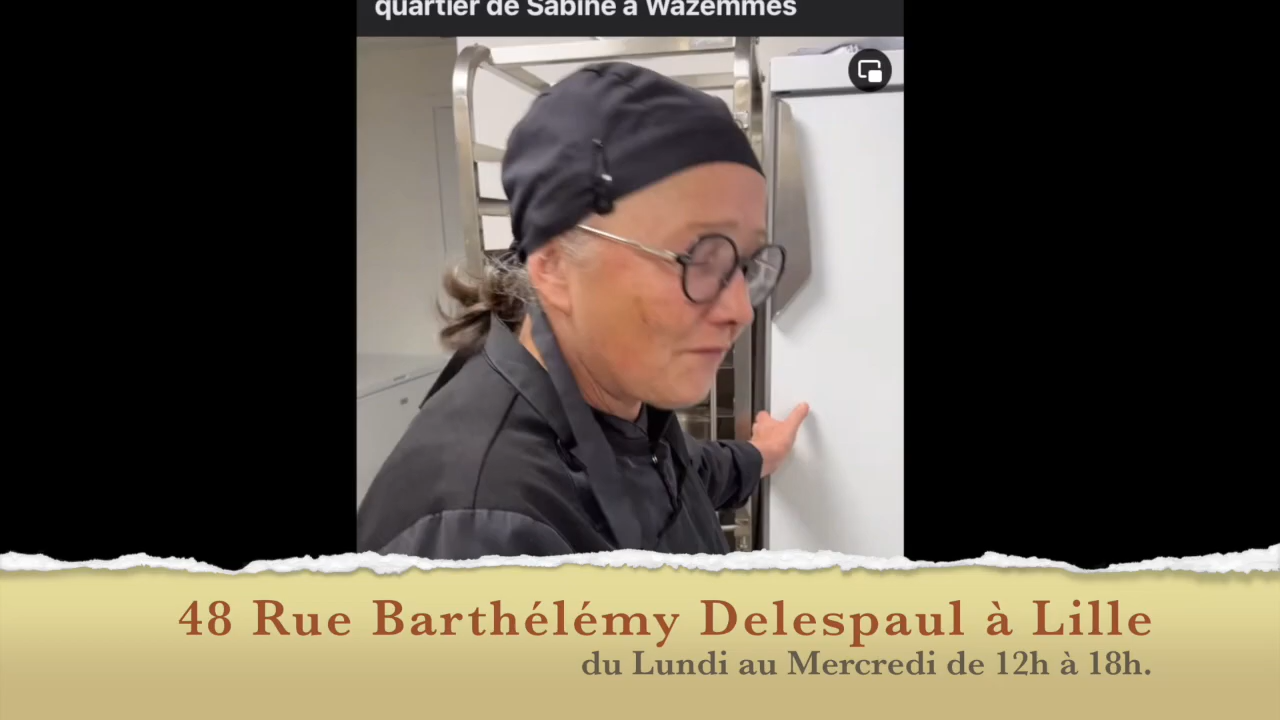 quartier de Sabine à Wazemmes
48 Rue Barthélémy Delespaul à Lille
du Lundi au Mercredi de 12h à 18h.